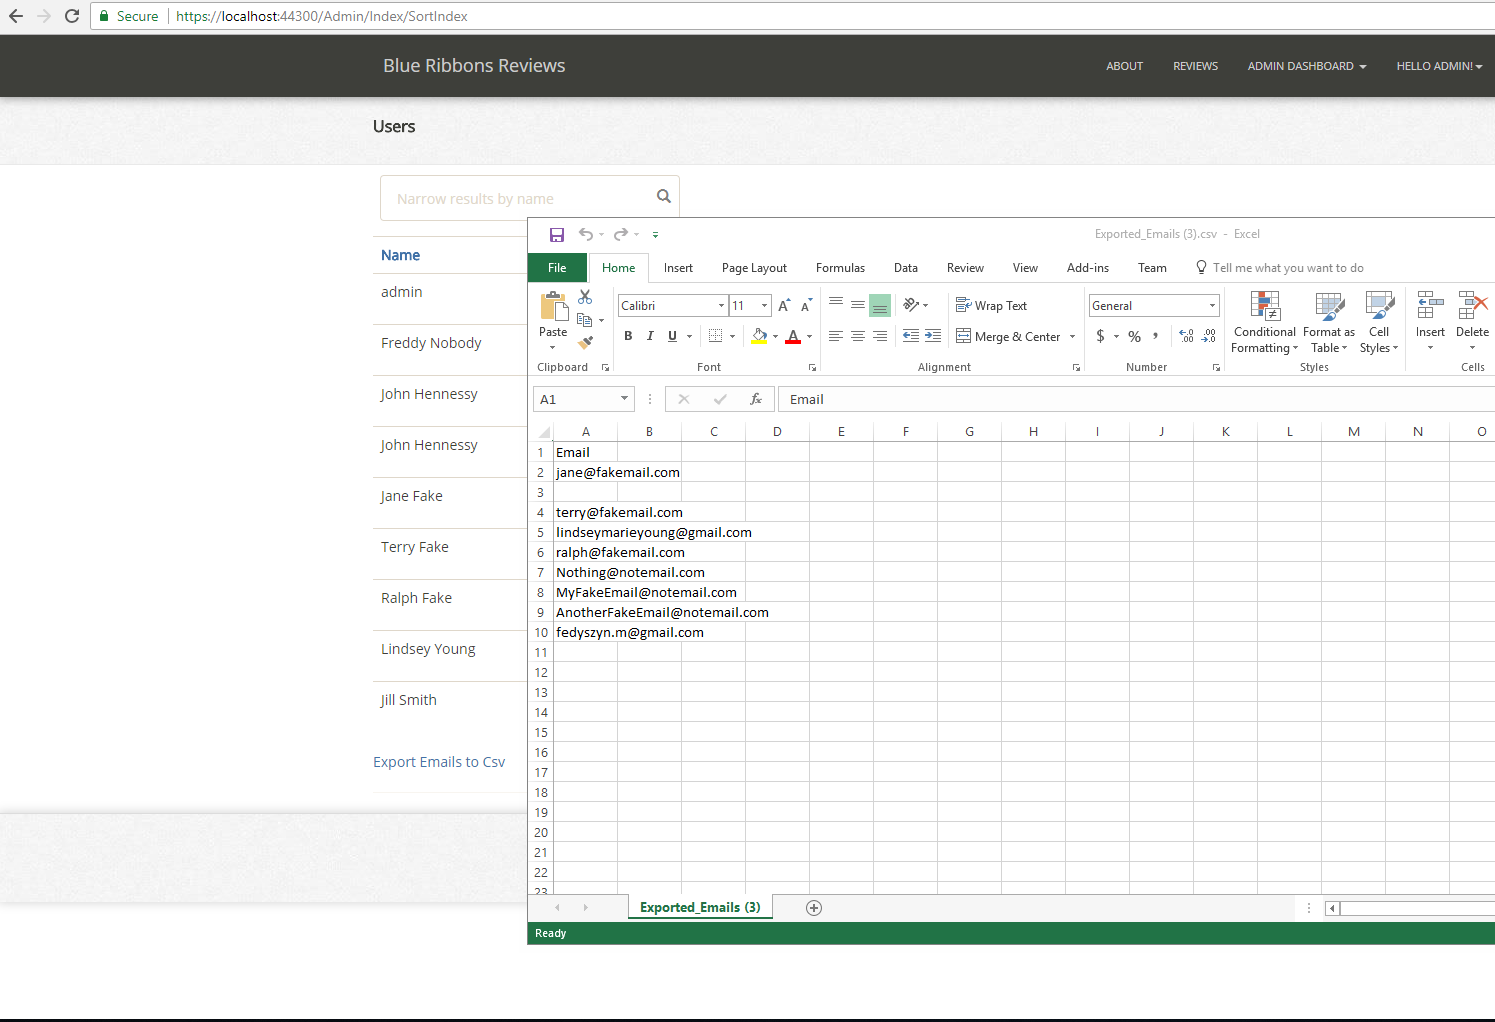 Secure https://localhost:44300/Admin/Index/SortIndex
Blue Ribbons Reviews ABOUT REVIEWS ADMIN DASHBOARD HELLO ADMIN!
Users
Narrow results by name
Name
admin
Freddy Nobody
John Hennessy
John Hennessy
Jane Fake
Terry Fake
Ralph Fake
Lindsey Young
Jill Smith
Export Emails to Csv
Exported_Emails (3).csv - Excel
File Home Insert Page Layout Formulas Data Review View Add-ins Team Tell me what you want to do
Calibri 11 A A Wrap Text General
Paste B I U A Merge & Center $ % , .0 .00 .00 .0
Conditional Formatting Format as Table Cell Styles Insert Delete
Clipboard Font Alignment Number Styles Cells
A1 fx Email
A B C D E F G H I J K L M N O
1 Email
2 jane@fakemail.com
3
4 terry@fakemail.com
5 lindseymarieyoung@gmail.com
6 ralph@fakemail.com
7 Nothing@notemail.com
8 MyFakeEmail@notemail.com
9 AnotherFakeEmail@notemail.com
10 fedyszyn.m@gmail.com
11
12
13
14
15
16
17
18
19
20
21
22
23
Exported_Emails (3)
Ready